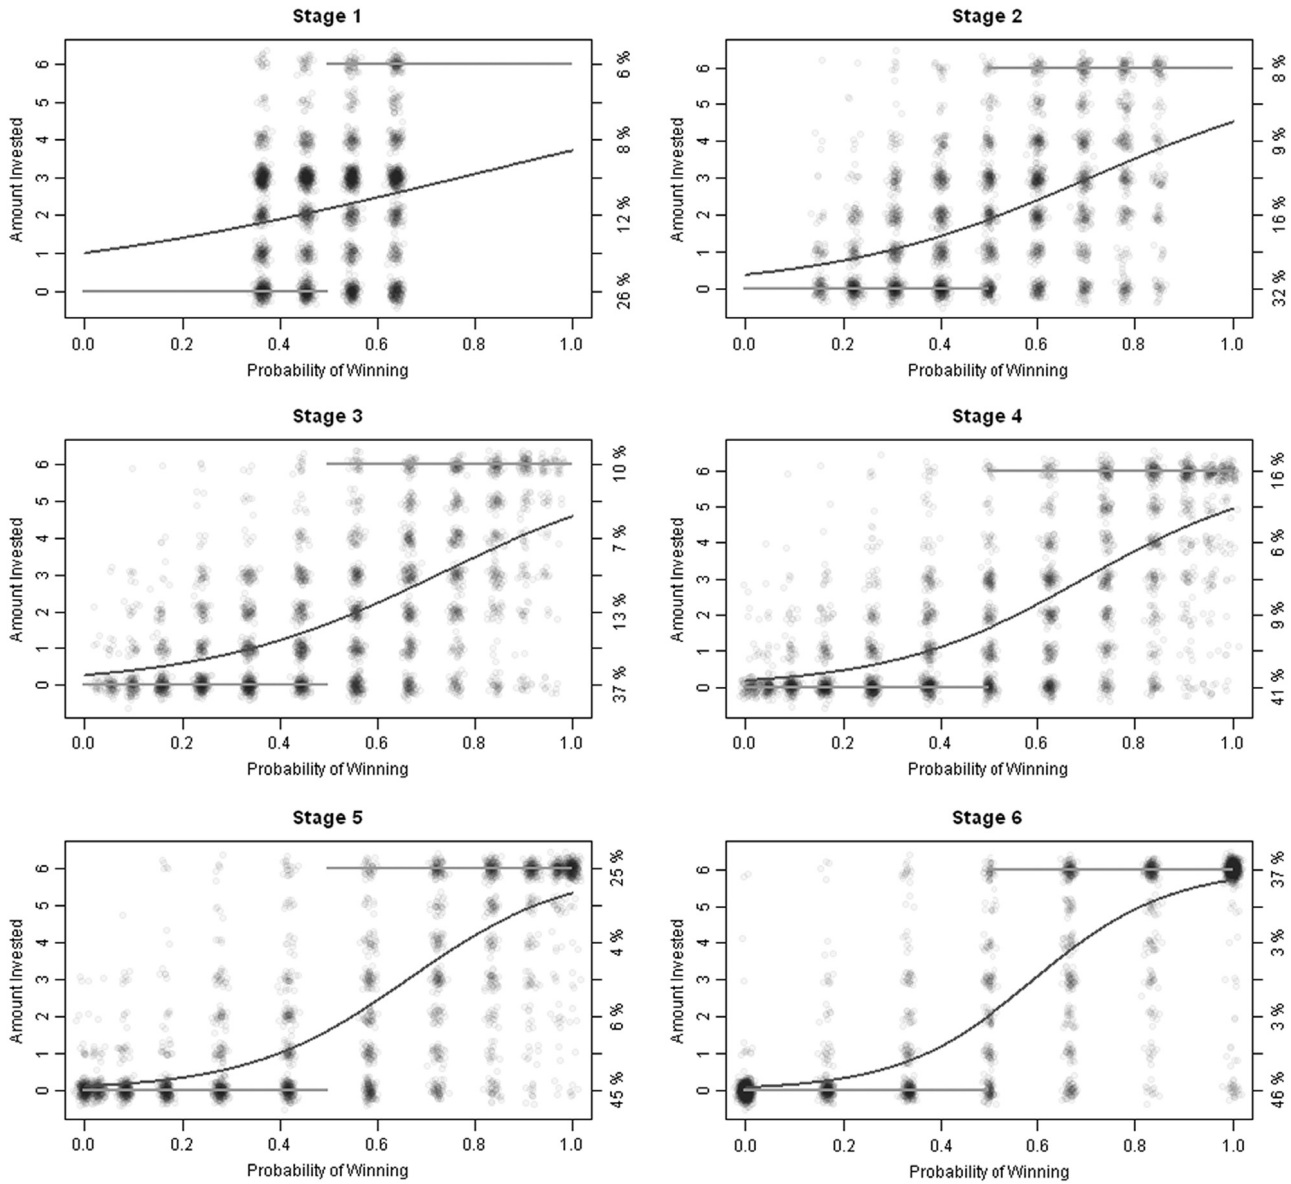 Stage 1
Amount Invested
6
5
4
3
2
1
0
6 %
8 %
12 %
26 %
0.0 0.2 0.4 0.6 0.8 1.0
Probability of Winning
Stage 2
Amount Invested
6
5
4
3
2
1
0
8 %
9 %
16 %
32 %
0.0 0.2 0.4 0.6 0.8 1.0
Probability of Winning
Stage 3
Amount Invested
6
5
4
3
2
1
0
10 %
7 %
13 %
37 %
0.0 0.2 0.4 0.6 0.8 1.0
Probability of Winning
Stage 4
Amount Invested
6
5
4
3
2
1
0
16 %
6 %
9 %
41 %
0.0 0.2 0.4 0.6 0.8 1.0
Probability of Winning
Stage 5
Amount Invested
6
5
4
3
2
1
0
25 %
4 %
6 %
45 %
0.0 0.2 0.4 0.6 0.8 1.0
Probability of Winning
Stage 6
Amount Invested
6
5
4
3
2
1
0
37 %
3 %
3 %
46 %
0.0 0.2 0.4 0.6 0.8 1.0
Probability of Winning